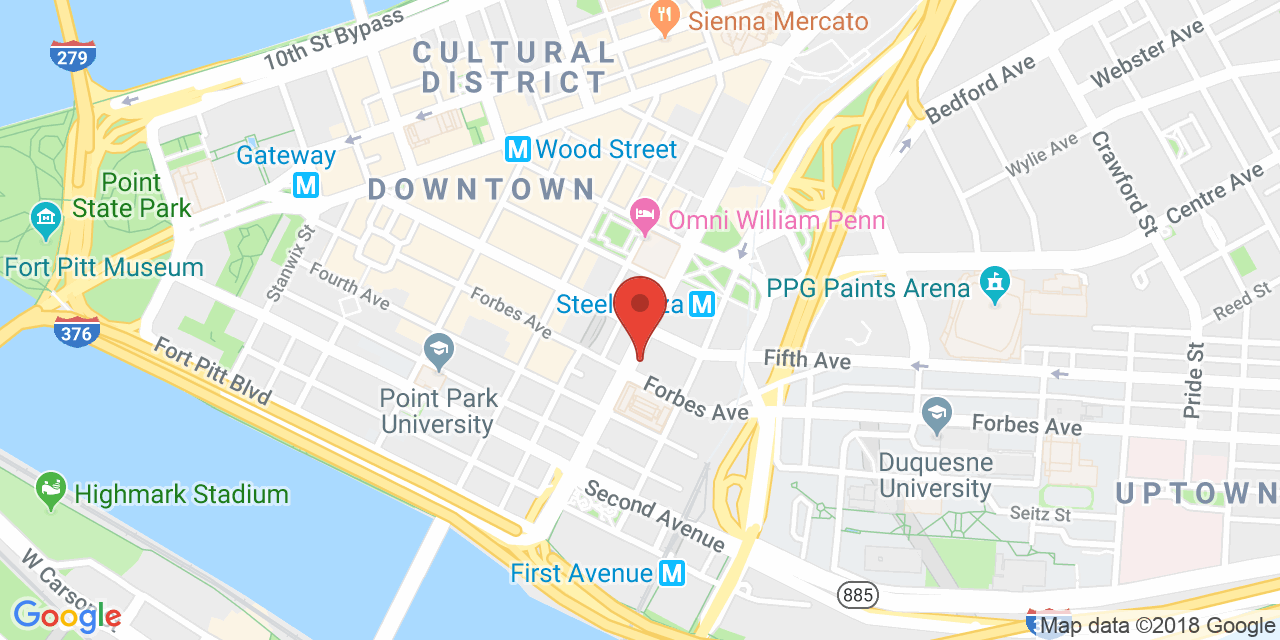 Sienna Mercato
279
10th St Bypass
CULTURAL
DISTRICT
Webster Ave
Bedford Ave
Gateway
M
M Wood Street
Wylie Ave
Crawford St
Centre Ave
Point
State Park
DOWNTOWN
Omni William Penn
Fort Pitt Museum
Stanwix St
Fourth Ave
Forbes Ave
M
PPG Paints Arena
Reed St
376
Fort Pitt Blvd
Fifth Ave
Pride St
Point Park
University
Forbes Ave
Forbes Ave
Duquesne
University
Highmark Stadium
UPTOWN
Second Avenue
Seitz St
First Avenue M
W Carson
885
Google
Map data ©2018 Google